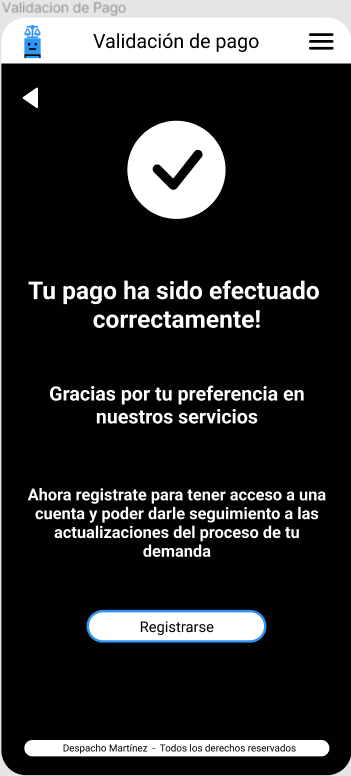 Validacion de Pago
Validación de pago
Tu pago ha sido efectuado
correctamente!
Gracias por tu preferencia en
nuestros servicios
Ahora registrate para tener acceso a una
cuenta y poder darle seguimiento a las
actualizaciones del proceso de tu
demanda
Registrarse
Despacho Martínez - Todos los derechos reservados